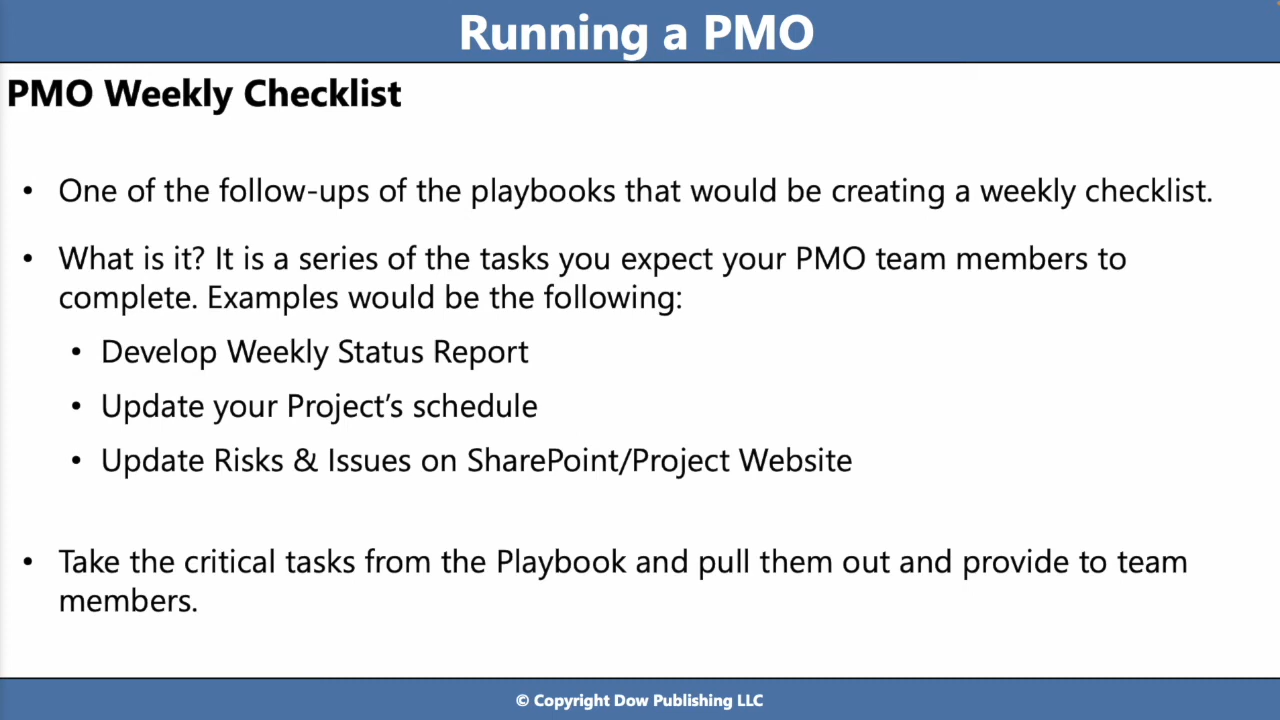 Running a PMO
PMO Weekly Checklist
• One of the follow-ups of the playbooks that would be creating a weekly checklist.
• What is it? It is a series of the tasks you expect your PMO team members to
complete. Examples would be the following:
• Develop Weekly Status Report
• Update your Project’s schedule
• Update Risks & Issues on SharePoint/Project Website
• Take the critical tasks from the Playbook and pull them out and provide to team
members.
© Copyright Dow Publishing LLC